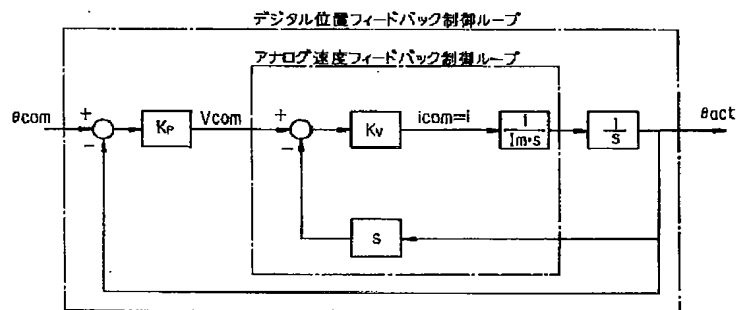 デジタル位置フィードバック制御ループ
アナログ速度フィードバック制御ループ
θcom + − KP Vcom + − KV icom=i 1/Im·s 1/s θact
S